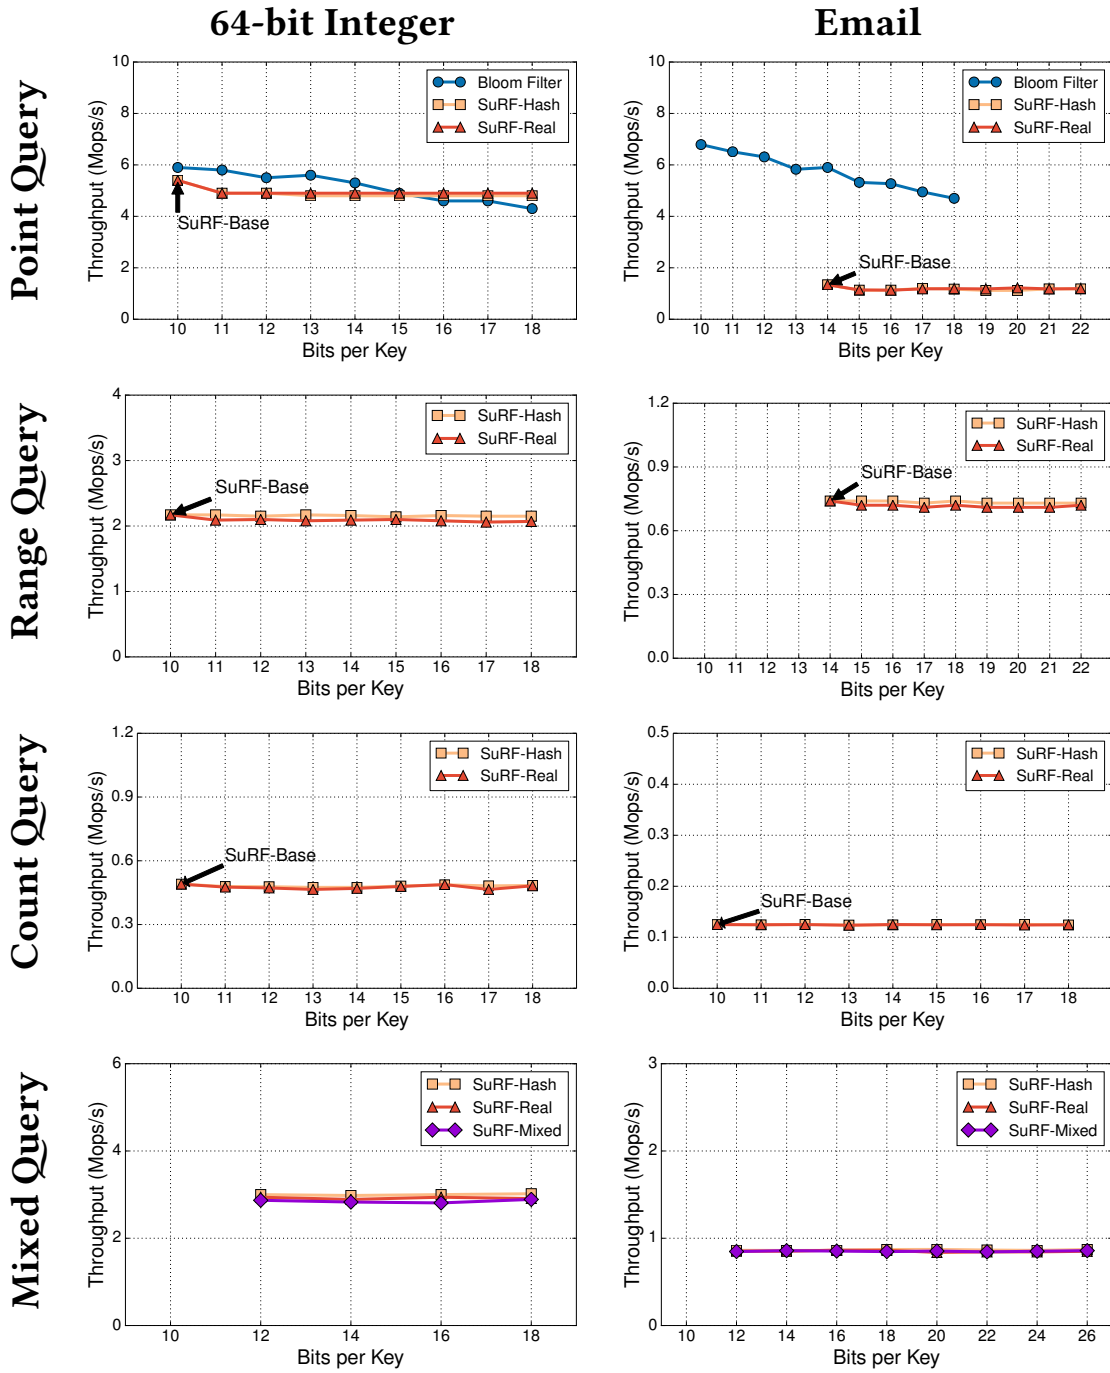 64-bit Integer
Email
Point Query
Throughput (Mops/s)
10
8
6
4
2
0
Bloom Filter
SuRF-Hash
SuRF-Real
SuRF-Base
10 11 12 13 14 15 16 17 18
Bits per Key
Throughput (Mops/s)
10
8
6
4
2
0
Bloom Filter
SuRF-Hash
SuRF-Real
SuRF-Base
10 11 12 13 14 15 16 17 18 19 20 21 22
Bits per Key
Range Query
Throughput (Mops/s)
4
3
2
1
0
SuRF-Hash
SuRF-Real
SuRF-Base
10 11 12 13 14 15 16 17 18
Bits per Key
Throughput (Mops/s)
1.2
0.9
0.6
0.3
0.0
SuRF-Hash
SuRF-Real
SuRF-Base
10 11 12 13 14 15 16 17 18 19 20 21 22
Bits per Key
Count Query
Throughput (Mops/s)
1.2
0.9
0.6
0.3
0.0
SuRF-Hash
SuRF-Real
SuRF-Base
10 11 12 13 14 15 16 17 18
Bits per Key
Throughput (Mops/s)
0.5
0.4
0.3
0.2
0.1
0.0
SuRF-Hash
SuRF-Real
SuRF-Base
10 11 12 13 14 15 16 17 18
Bits per Key
Mixed Query
Throughput (Mops/s)
6
4
2
0
SuRF-Hash
SuRF-Real
SuRF-Mixed
10 12 14 16 18
Bits per Key
Throughput (Mops/s)
3
2
1
0
SuRF-Hash
SuRF-Real
SuRF-Mixed
10 12 14 16 18 20 22 24 26
Bits per Key